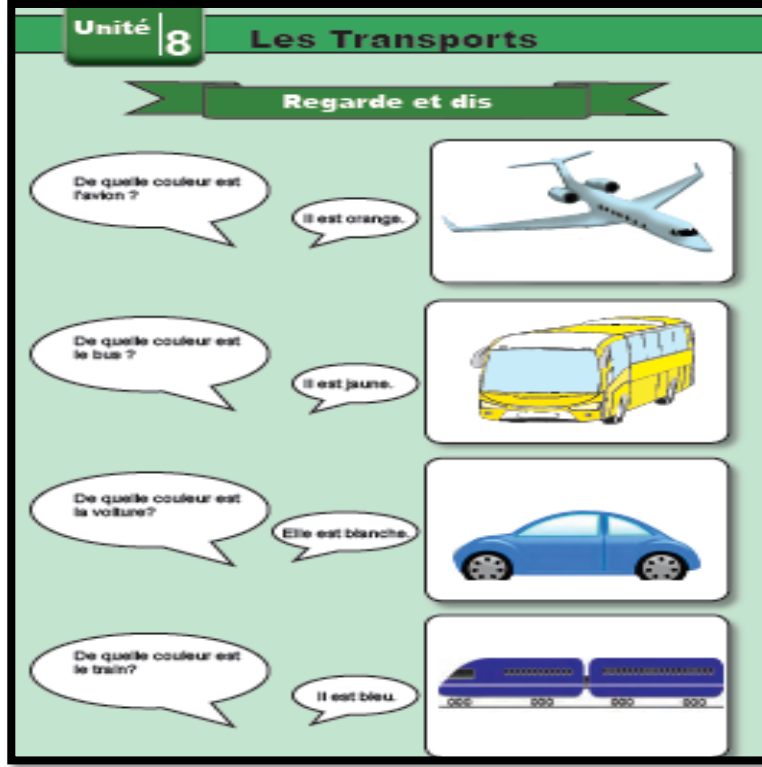 Unité 8
Les Transports
Regarde et dis
De quelle couleur est
l'avion ?
Il est orange.
De quelle couleur est
le bus ?
Il est jaune.
De quelle couleur est
la voiture?
Elle est blanche.
De quelle couleur est
le train?
Il est bleu.